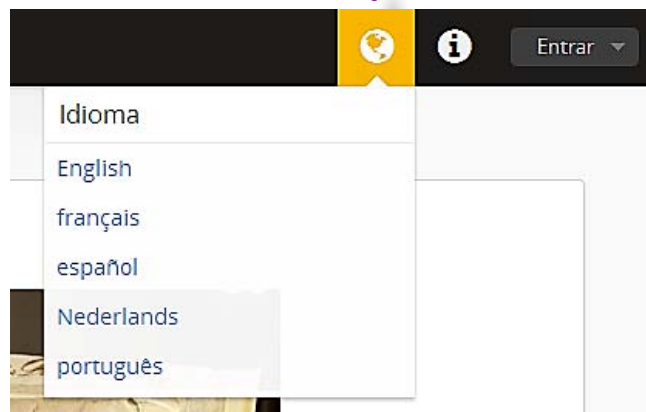 Entrar
Idioma
English
français
español
Nederlands
português